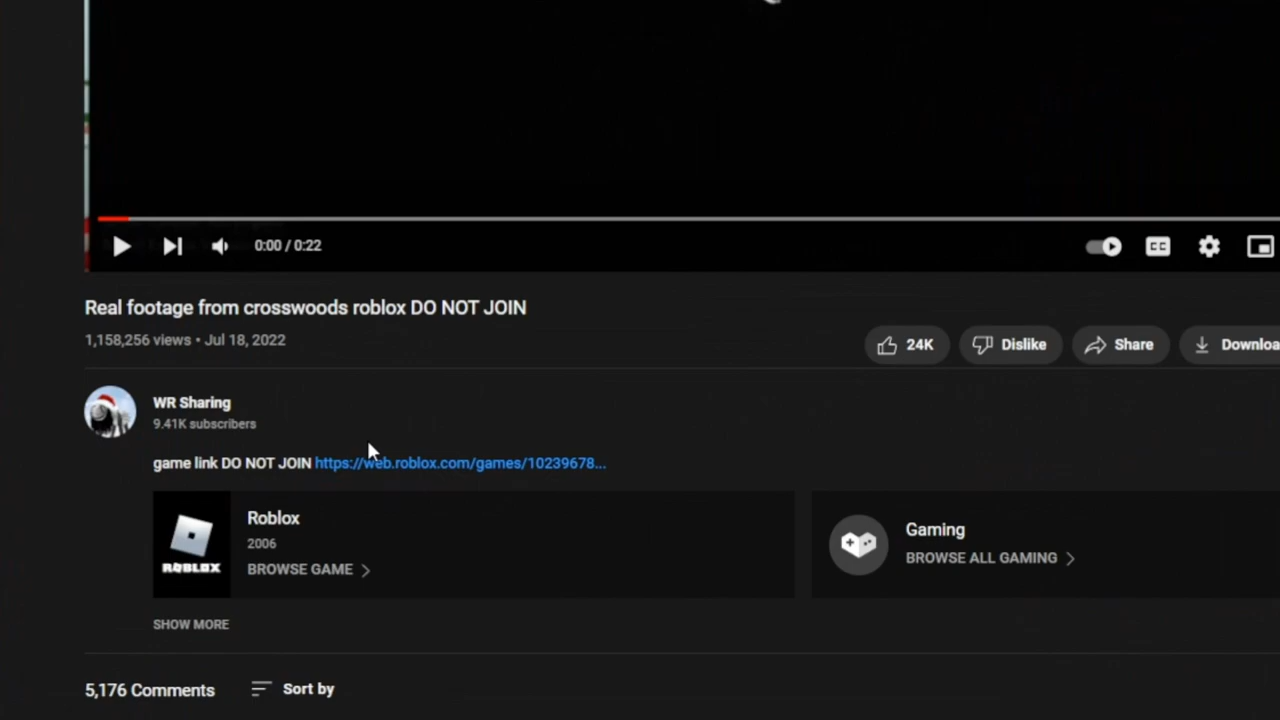 0:00 / 0:22
Real footage from crosswoods roblox DO NOT JOIN
1,158,256 views • Jul 18, 2022
24K
Dislike
Share
Downloa
WR Sharing
9.41K subscribers
game link DO NOT JOIN https://web.roblox.com/games/10239678...
ROBLOX
Roblox
2006
BROWSE GAME
Gaming
BROWSE ALL GAMING
SHOW MORE
5,176 Comments
Sort by